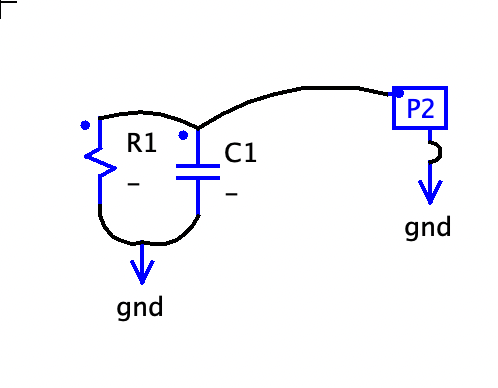 P2
R1
C1
–
–
gnd
gnd